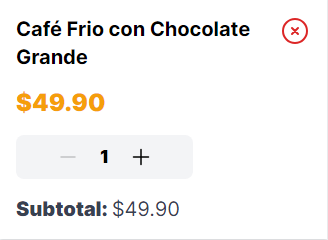 Café Frio con Chocolate
Grande
$49.90
1
Subtotal: $49.90